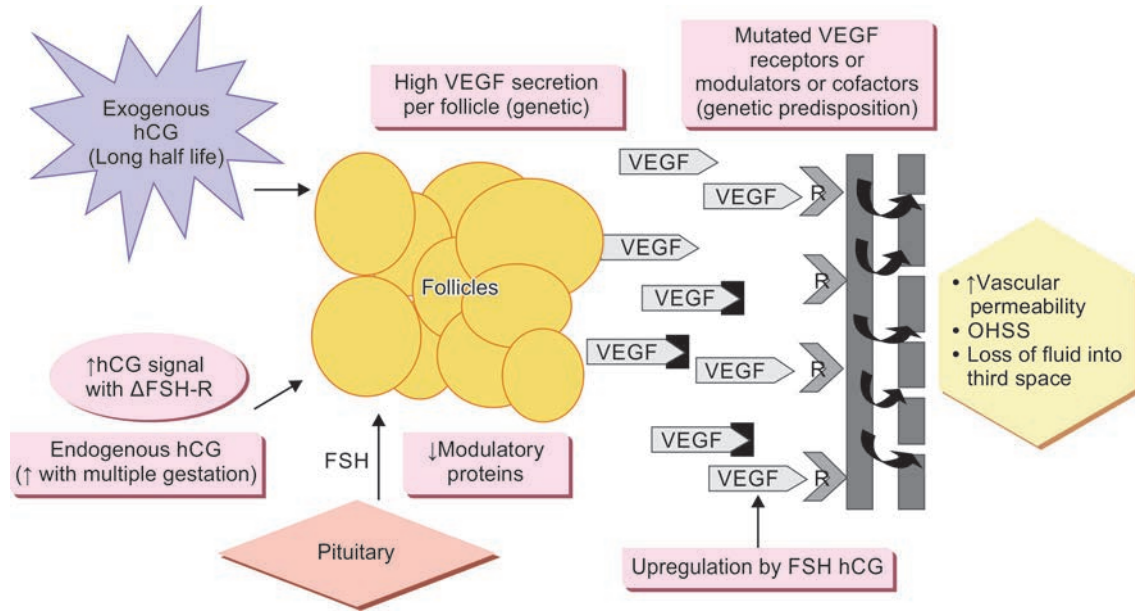 Exogenous
hCG
(Long half life)
High VEGF secretion
per follicle (genetic)
Mutated VEGF
receptors or
modulators or cofactors
(genetic predisposition)
VEGF
VEGF
R
VEGF
Follicles
R
VEGF
VEGF
VEGF
R
VEGF
VEGF
R
• ↑Vascular
permeability
• OHSS
• Loss of fluid into
third space
↑hCG signal
with ΔFSH-R
Endogenous hCG
(↑ with multiple gestation)
FSH
↓Modulatory
proteins
Pituitary
Upregulation by FSH hCG